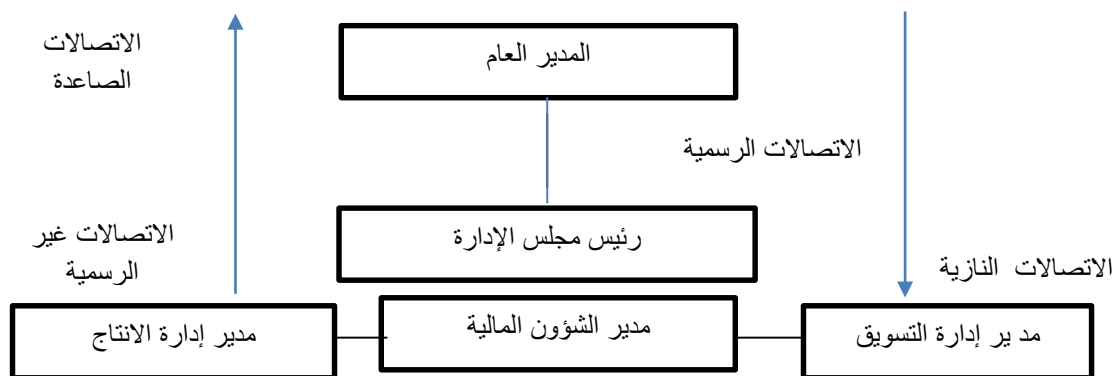 الاتصالات
الصاعدة
المدير العام
الاتصالات الرسمية
رئيس مجلس الإدارة
الاتصالات غير
الرسمية
الاتصالات النازية
مدير إدارة الانتاج
مدير الشؤون المالية
مد ير إدارة التسويق